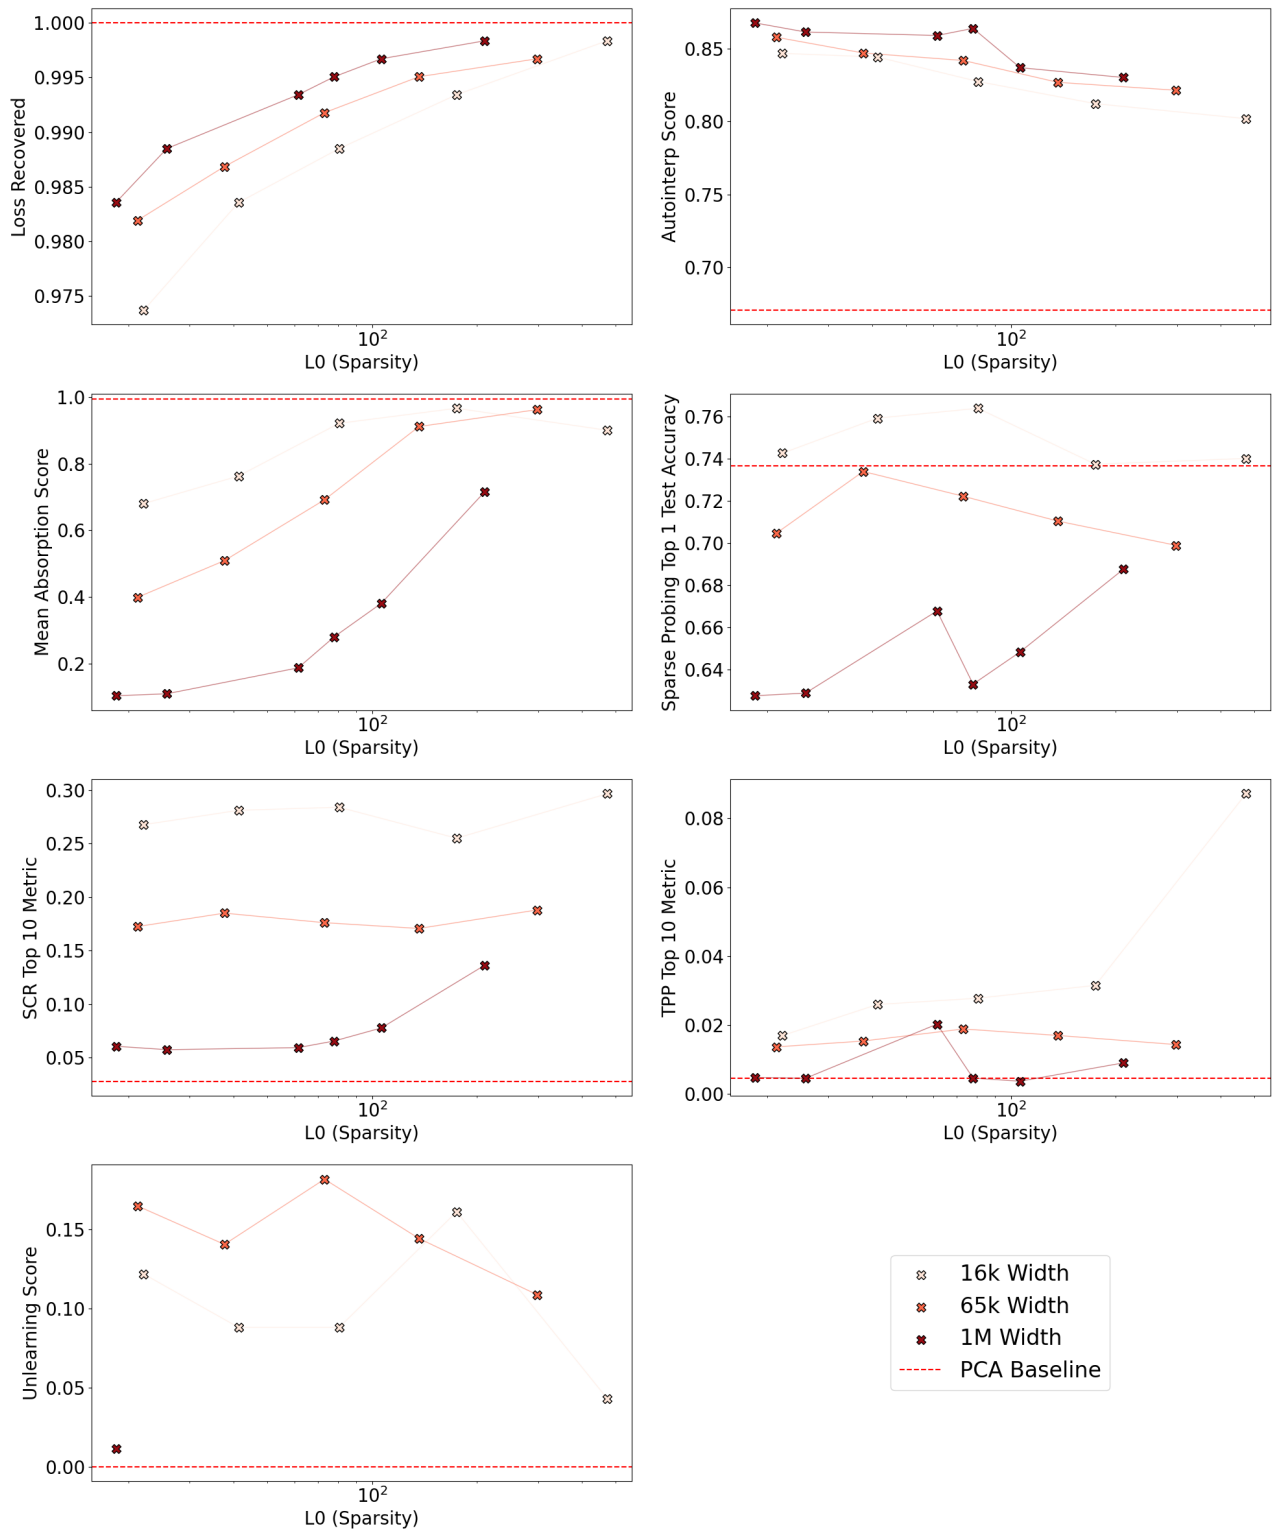 1.000
0.995
0.990
0.985
0.980
0.975
Loss Recovered
10²
L0 (Sparsity)
0.85
0.80
0.75
0.70
Autointerp Score
10²
L0 (Sparsity)
1.0
0.8
0.6
0.4
0.2
Mean Absorption Score
10²
L0 (Sparsity)
0.76
0.74
0.72
0.70
0.68
0.66
0.64
Sparse Probing Top 1 Test Accuracy
10²
L0 (Sparsity)
0.30
0.25
0.20
0.15
0.10
0.05
SCR Top 10 Metric
10²
L0 (Sparsity)
0.08
0.06
0.04
0.02
0.00
TPP Top 10 Metric
10²
L0 (Sparsity)
0.15
0.10
0.05
0.00
Unlearning Score
10²
L0 (Sparsity)
16k Width
65k Width
1M Width
PCA Baseline